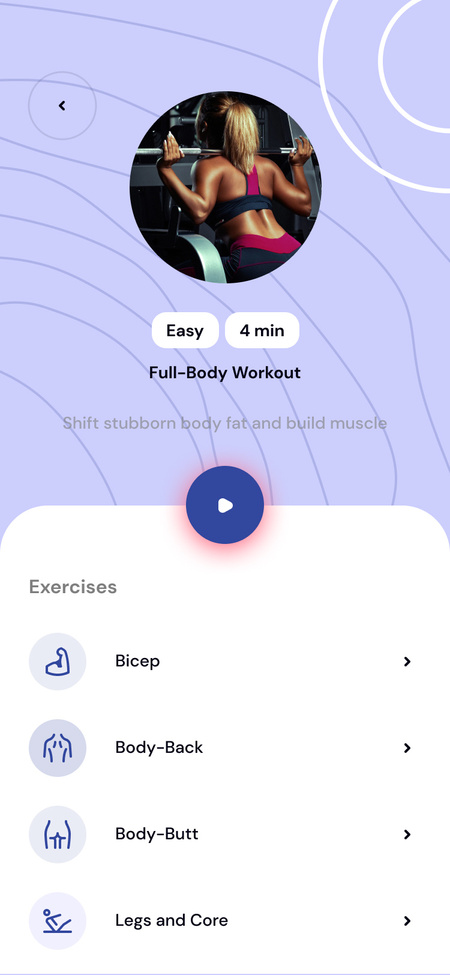 Easy
4 min
Full-Body Workout
Shift stubborn body fat and build muscle
Exercises
Bicep
Body-Back
Body-Butt
Legs and Core